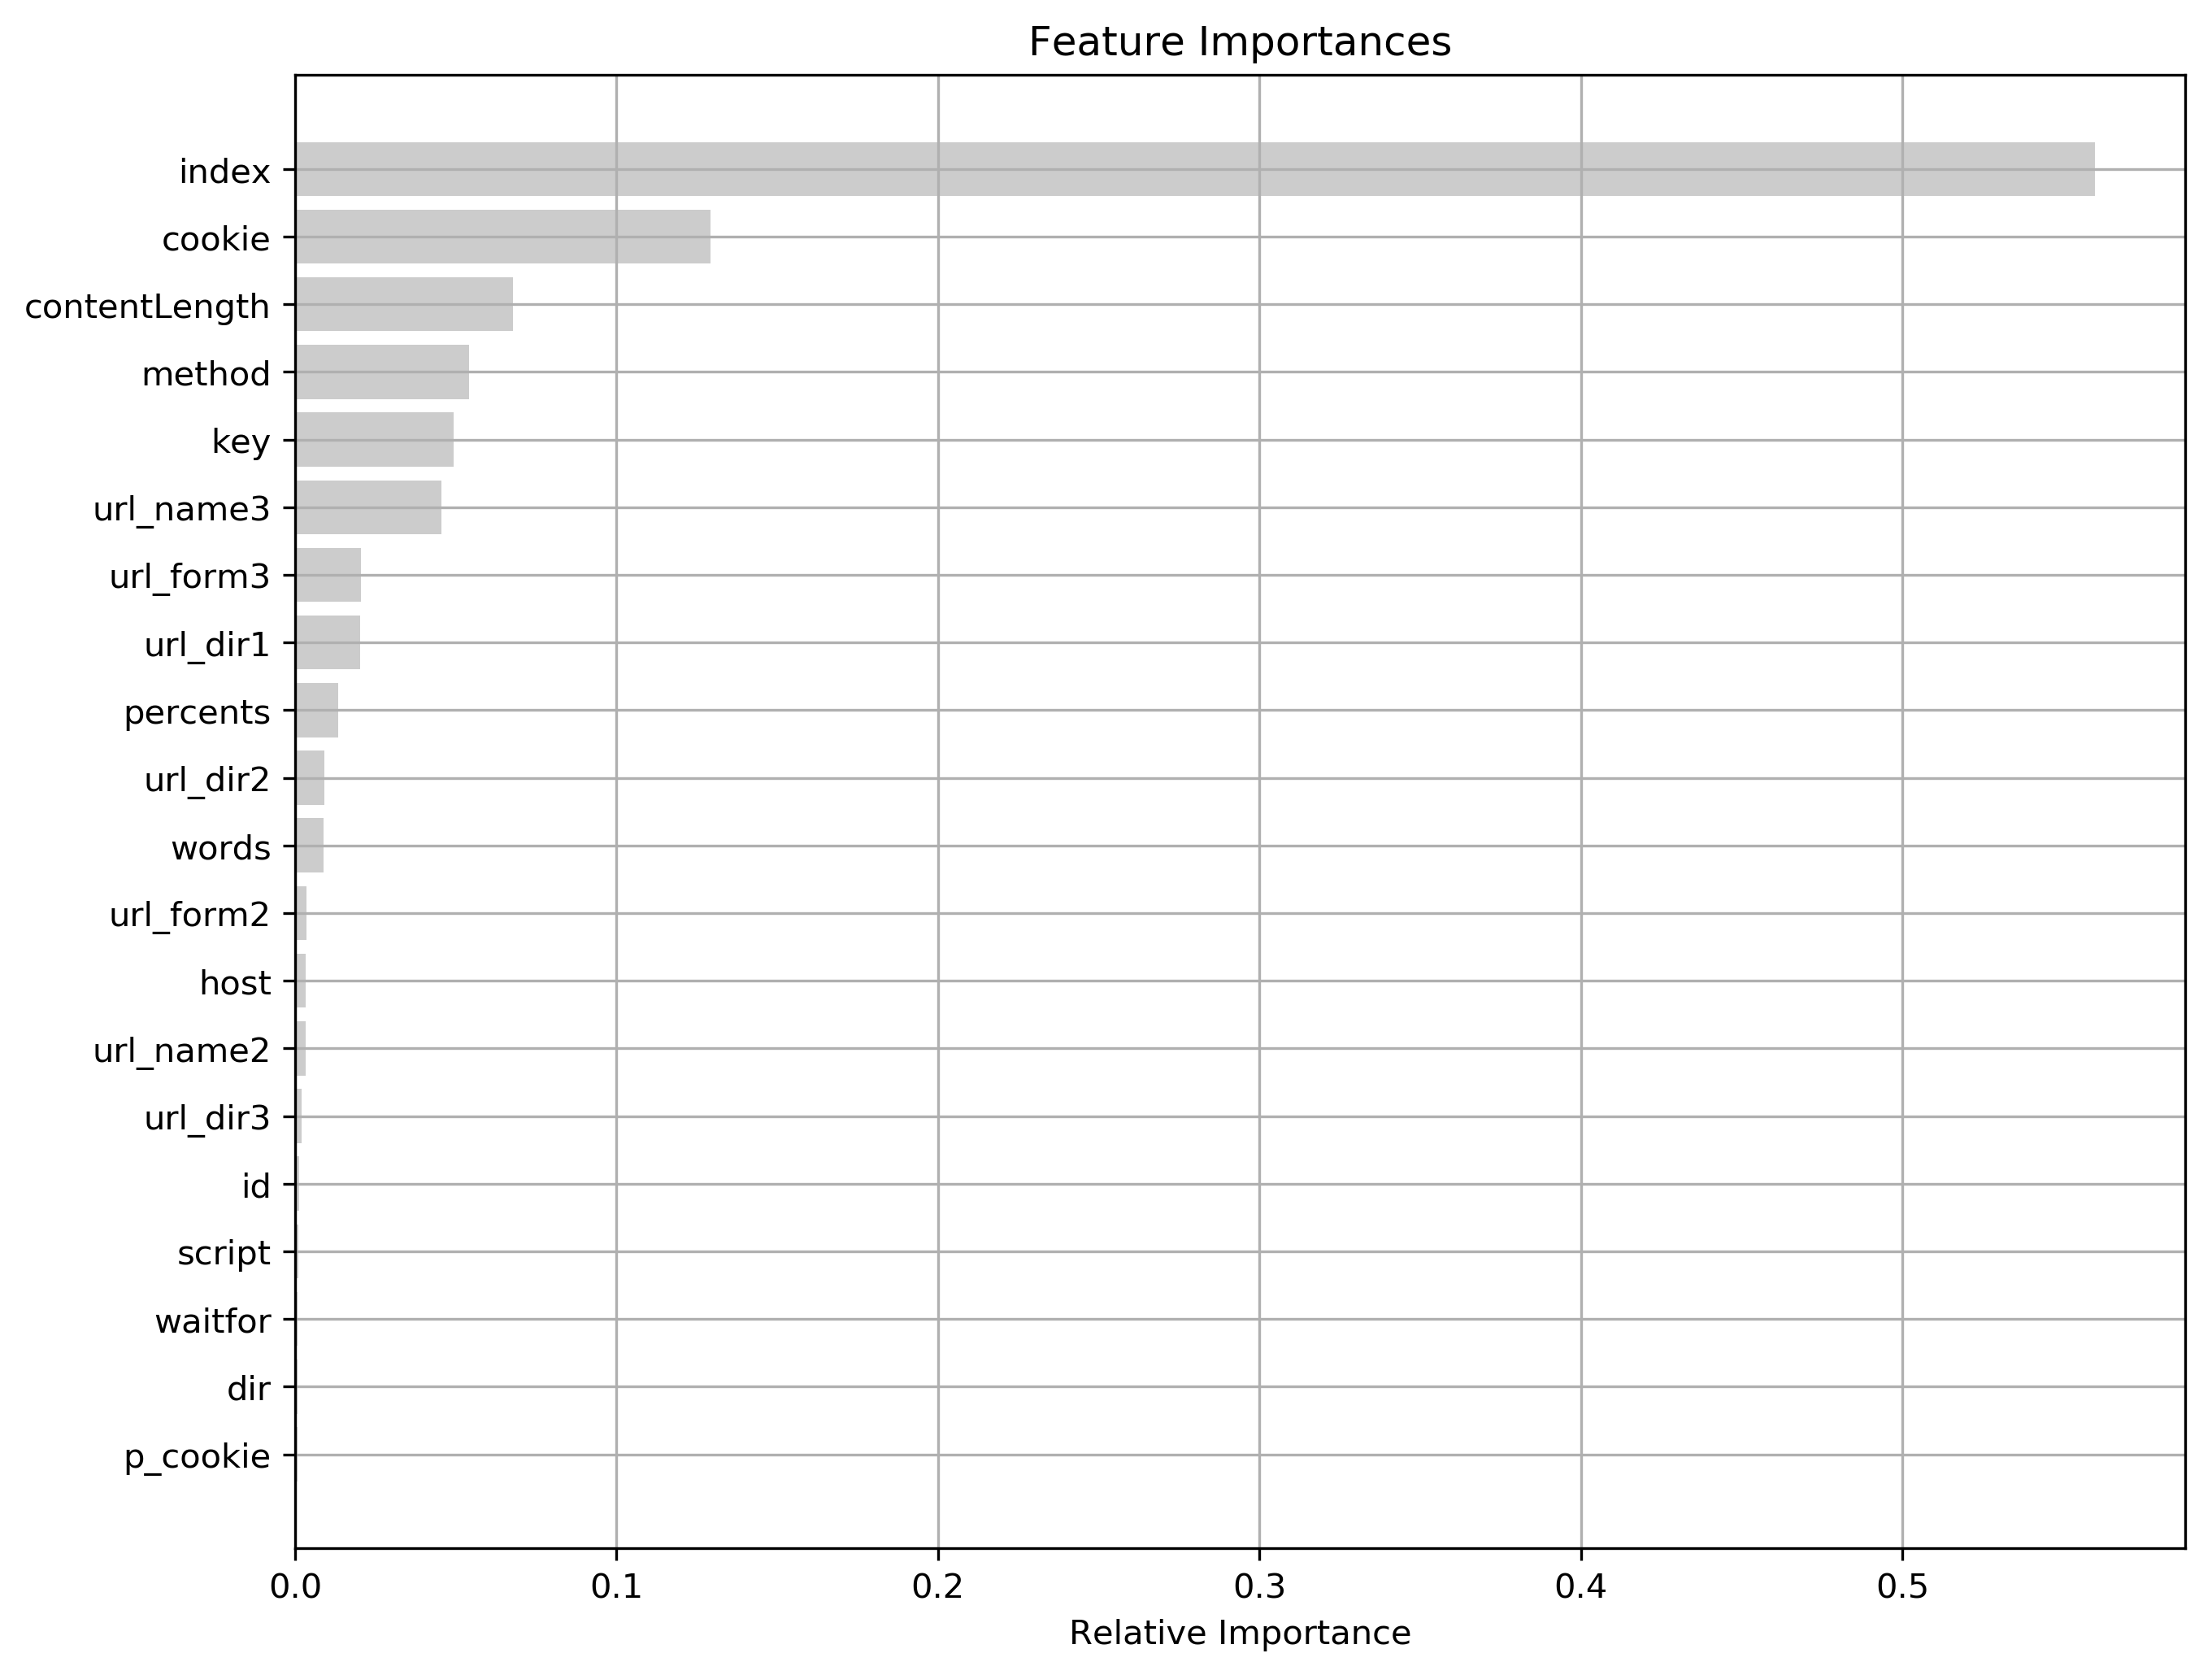 Feature Importances
index
cookie
contentLength
method
key
url_name3
url_form3
url_dir1
percents
url_dir2
words
url_form2
host
url_name2
url_dir3
id
script
waitfor
dir
p_cookie
0.0 0.1 0.2 0.3 0.4 0.5
Relative Importance